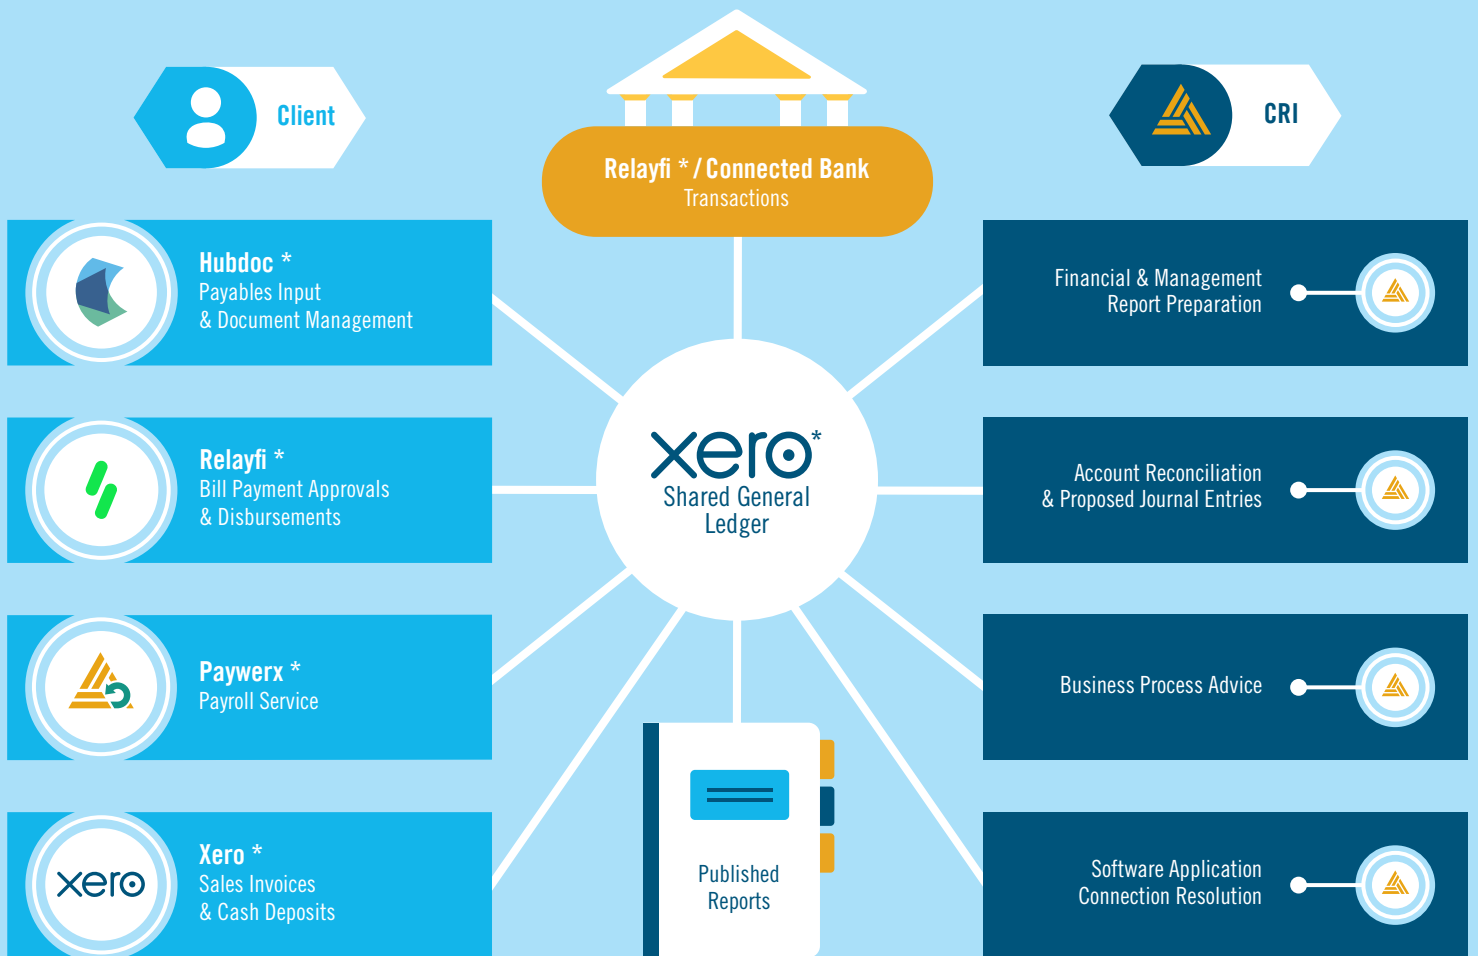 Client
Relayfi * / Connected Bank
Transactions
CRI
Hubdoc *
Payables Input
& Document Management
Relayfi *
Bill Payment Approvals
& Disbursements
Paywerx *
Payroll Service
xero
Xero *
Sales Invoices
& Cash Deposits
xero*
Shared General
Ledger
Published
Reports
Financial & Management
Report Preparation
Account Reconciliation
& Proposed Journal Entries
Business Process Advice
Software Application
Connection Resolution